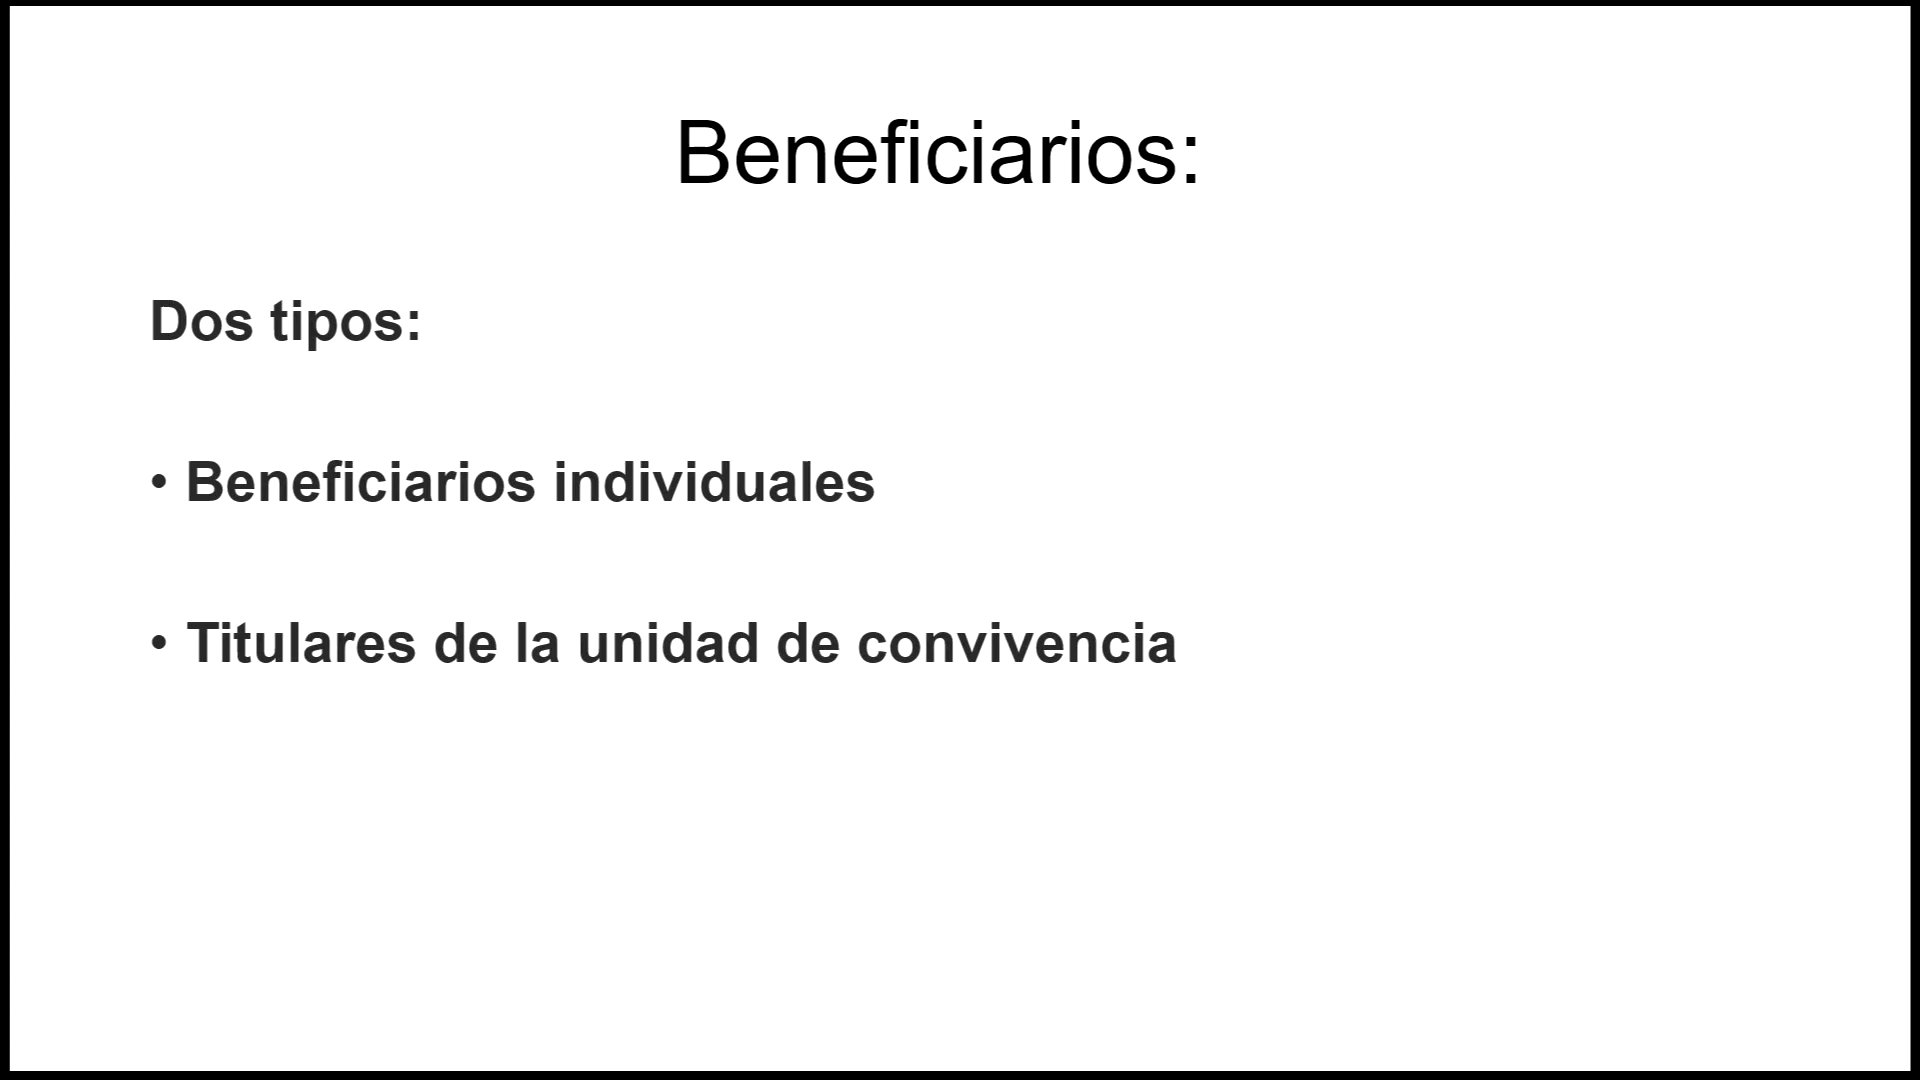 Beneficiarios:
Dos tipos:
• Beneficiarios individuales
• Titulares de la unidad de convivencia